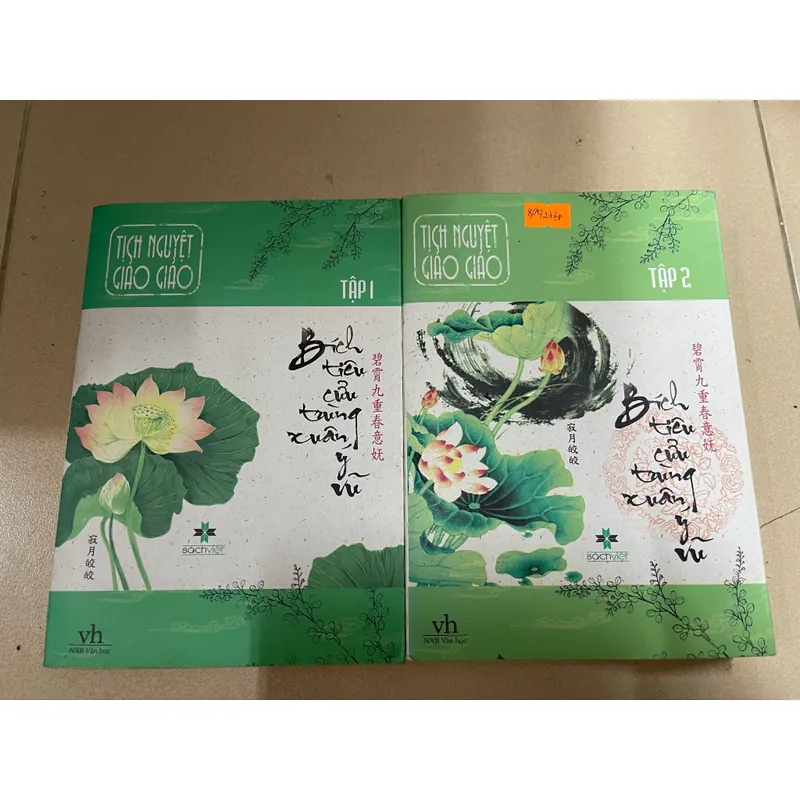 TỊCH NGUYỆT
GIẢO GIẢO
TẬP 1
Bích
tiêu
cửu
trùng
xuân
ý
vũ
碧霄九重春意妩
寂月皎皎
sáchviệt
vh
NXB Văn học
TỊCH NGUYỆT
GIẢO GIẢO
TẬP 2
Bích
tiêu
cửu
trùng
xuân
ý
vũ
碧霄九重春意妩
寂月皎皎
sáchviệt
vh
NXB Văn học